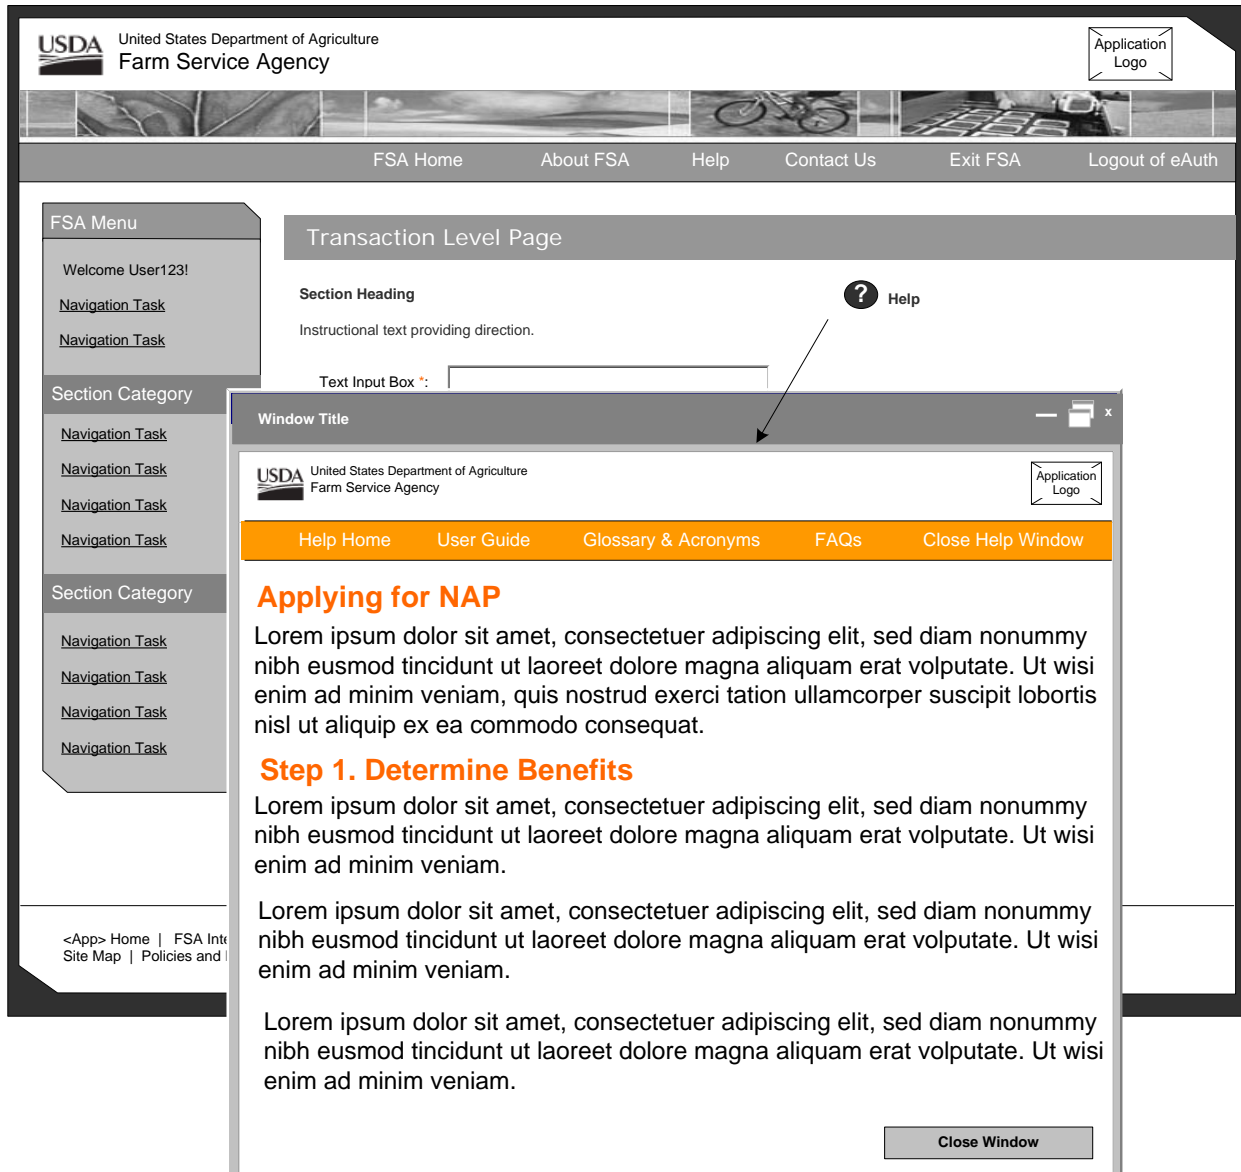 USDA
United States Department of Agriculture
Farm Service Agency
Application
Logo
FSA Home About FSA Help Contact Us Exit FSA Logout of eAuth
FSA Menu
Welcome User123!
Navigation Task
Navigation Task
Section Category
Navigation Task
Navigation Task
Navigation Task
Navigation Task
Section Category
Navigation Task
Navigation Task
Navigation Task
Navigation Task
Transaction Level Page
Section Heading
? Help
Instructional text providing direction.
Text Input Box *:
Window Title x
USDA
United States Department of Agriculture
Farm Service Agency
Application
Logo
Help Home User Guide Glossary & Acronyms FAQs Close Help Window
Applying for NAP
Lorem ipsum dolor sit amet, consectetuer adipiscing elit, sed diam nonummy
nibh eusmod tincidunt ut laoreet dolore magna aliquam erat volputate. Ut wisi
enim ad minim veniam, quis nostrud exerci tation ullamcorper suscipit lobortis
nisl ut aliquip ex ea commodo consequat.
Step 1. Determine Benefits
Lorem ipsum dolor sit amet, consectetuer adipiscing elit, sed diam nonummy
nibh eusmod tincidunt ut laoreet dolore magna aliquam erat volputate. Ut wisi
enim ad minim veniam.
Lorem ipsum dolor sit amet, consectetuer adipiscing elit, sed diam nonummy
nibh eusmod tincidunt ut laoreet dolore magna aliquam erat volputate. Ut wisi
enim ad minim veniam.
Lorem ipsum dolor sit amet, consectetuer adipiscing elit, sed diam nonummy
nibh eusmod tincidunt ut laoreet dolore magna aliquam erat volputate. Ut wisi
enim ad minim veniam.
Close Window
<App> Home | FSA
Site Map | Policies and